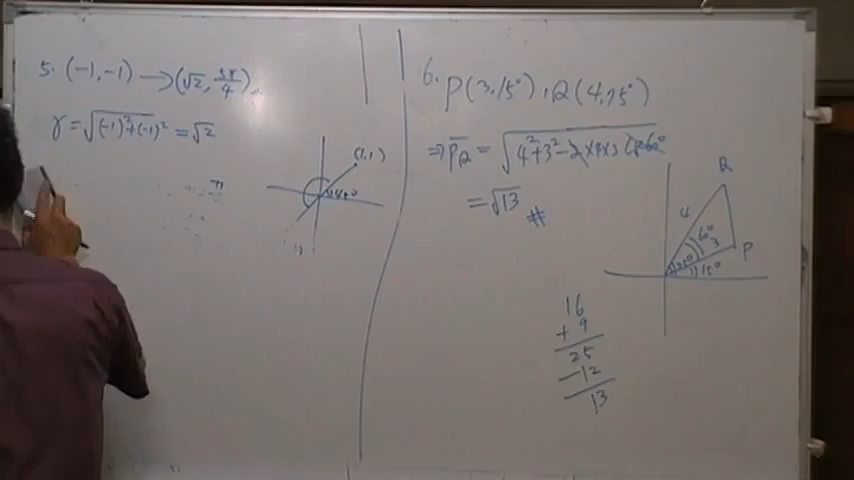 5. (-1,-1) → (√2, 5π/4)
r = √(-1)²+(-1)² = √2
(1,1)
π
6. P(3,15°), Q(4,75°)
⇒ PQ = √4²+3²-2×4×3 cos60°
= √13 #
Q
4
60°
3
P
15°
16
+ 9
25
-12
13